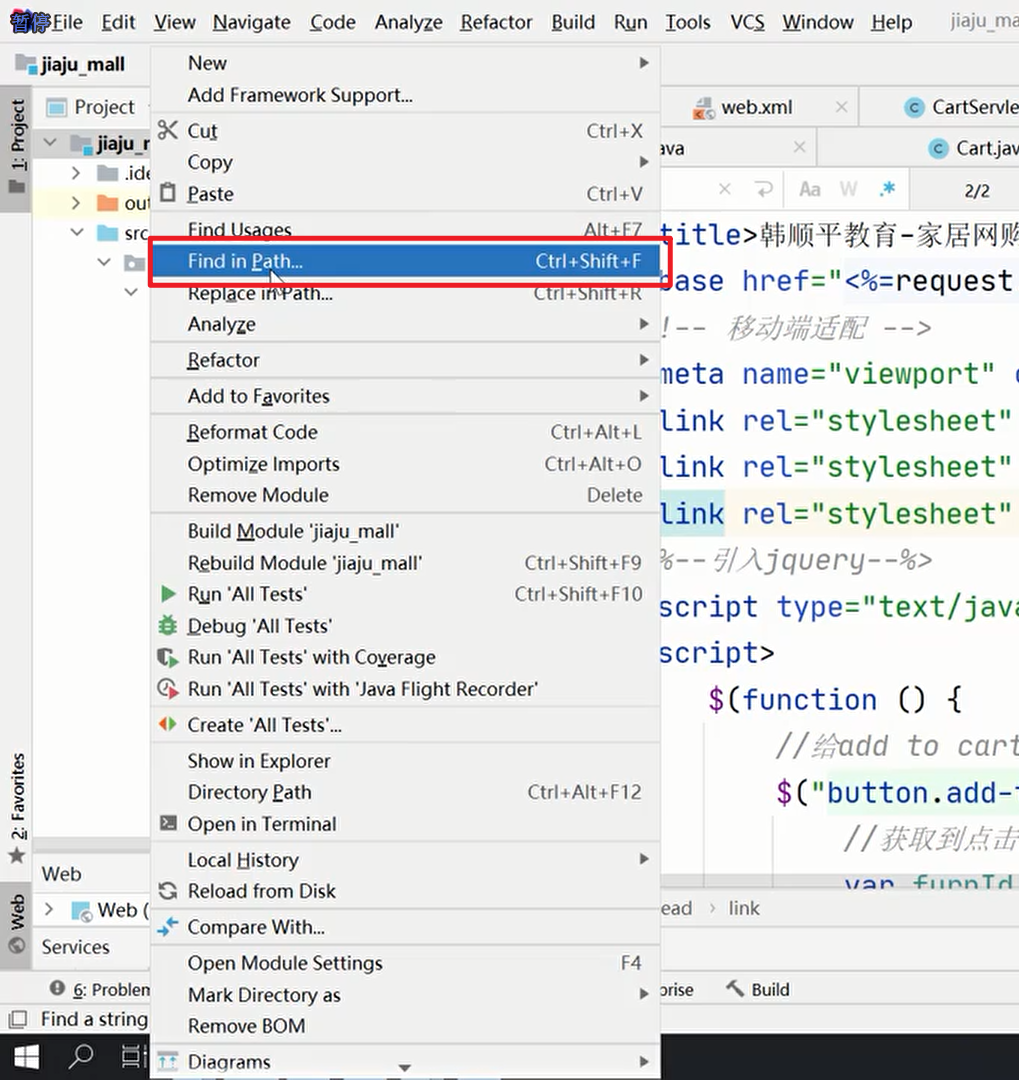 暂停 File Edit View Navigate Code Analyze Refactor Build Run Tools VCS Window Help jiaju_ma
jiaju_mall
Project
web.xml
CartServle
1: Project
jiaju_r
ava
Cart.jav
.ide
out
src
Aa W .* 2/2
New
Add Framework Support...
Cut Ctrl+X
Copy
Paste Ctrl+V
Find Usages Alt+F7
Find in Path... Ctrl+Shift+F
Replace in Path... Ctrl+Shift+R
Analyze
Refactor
Add to Favorites
Reformat Code Ctrl+Alt+L
Optimize Imports Ctrl+Alt+O
Remove Module Delete
Build Module 'jiaju_mall'
Rebuild Module 'jiaju_mall' Ctrl+Shift+F9
Run 'All Tests' Ctrl+Shift+F10
Debug 'All Tests'
Run 'All Tests' with Coverage
Run 'All Tests' with 'Java Flight Recorder'
Create 'All Tests'...
Show in Explorer
Directory Path Ctrl+Alt+F12
Open in Terminal
Local History
Reload from Disk
Compare With...
Open Module Settings F4
Mark Directory as
Remove BOM
Diagrams
title>韩顺平教育-家居网购
base href="<%=request
!-- 移动端适配 -->
meta name="viewport" c
link rel="stylesheet"
link rel="stylesheet"
link rel="stylesheet"
%--引入jquery--%>
script type="text/java
script>
$(function () {
//给add to cart
$("button.add-t
//获取到点击
var furnId
ead › link
2: Favorites
Web
Web
Web (
Services
6: Problem
prise
Build
Find a string